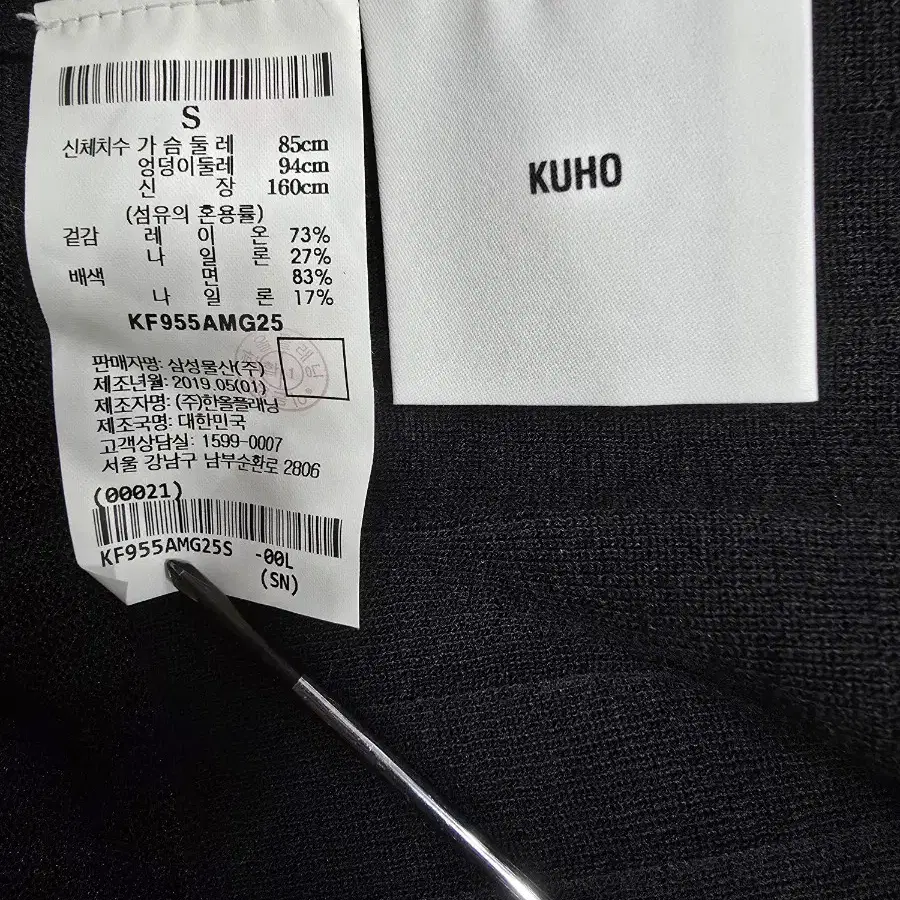 S
신체치수 가 슴 둘 레 85cm
엉덩이둘레 94cm
신 장 160cm
(섬유의 혼용률)
겉감 레 이 온 73%
나 일 론 27%
배색 면 83%
나 일 론 17%
KF955AMG25
판매자명: 삼성물산(주)
제조년월: 2019.05(01)
제조자명: (주)한올플래닝
제조국명: 대한민국
고객상담실: 1599-0007
서울 강남구 남부순환로 2806
(00021)
KF955AMG25S -00L
(SN)
KUHO